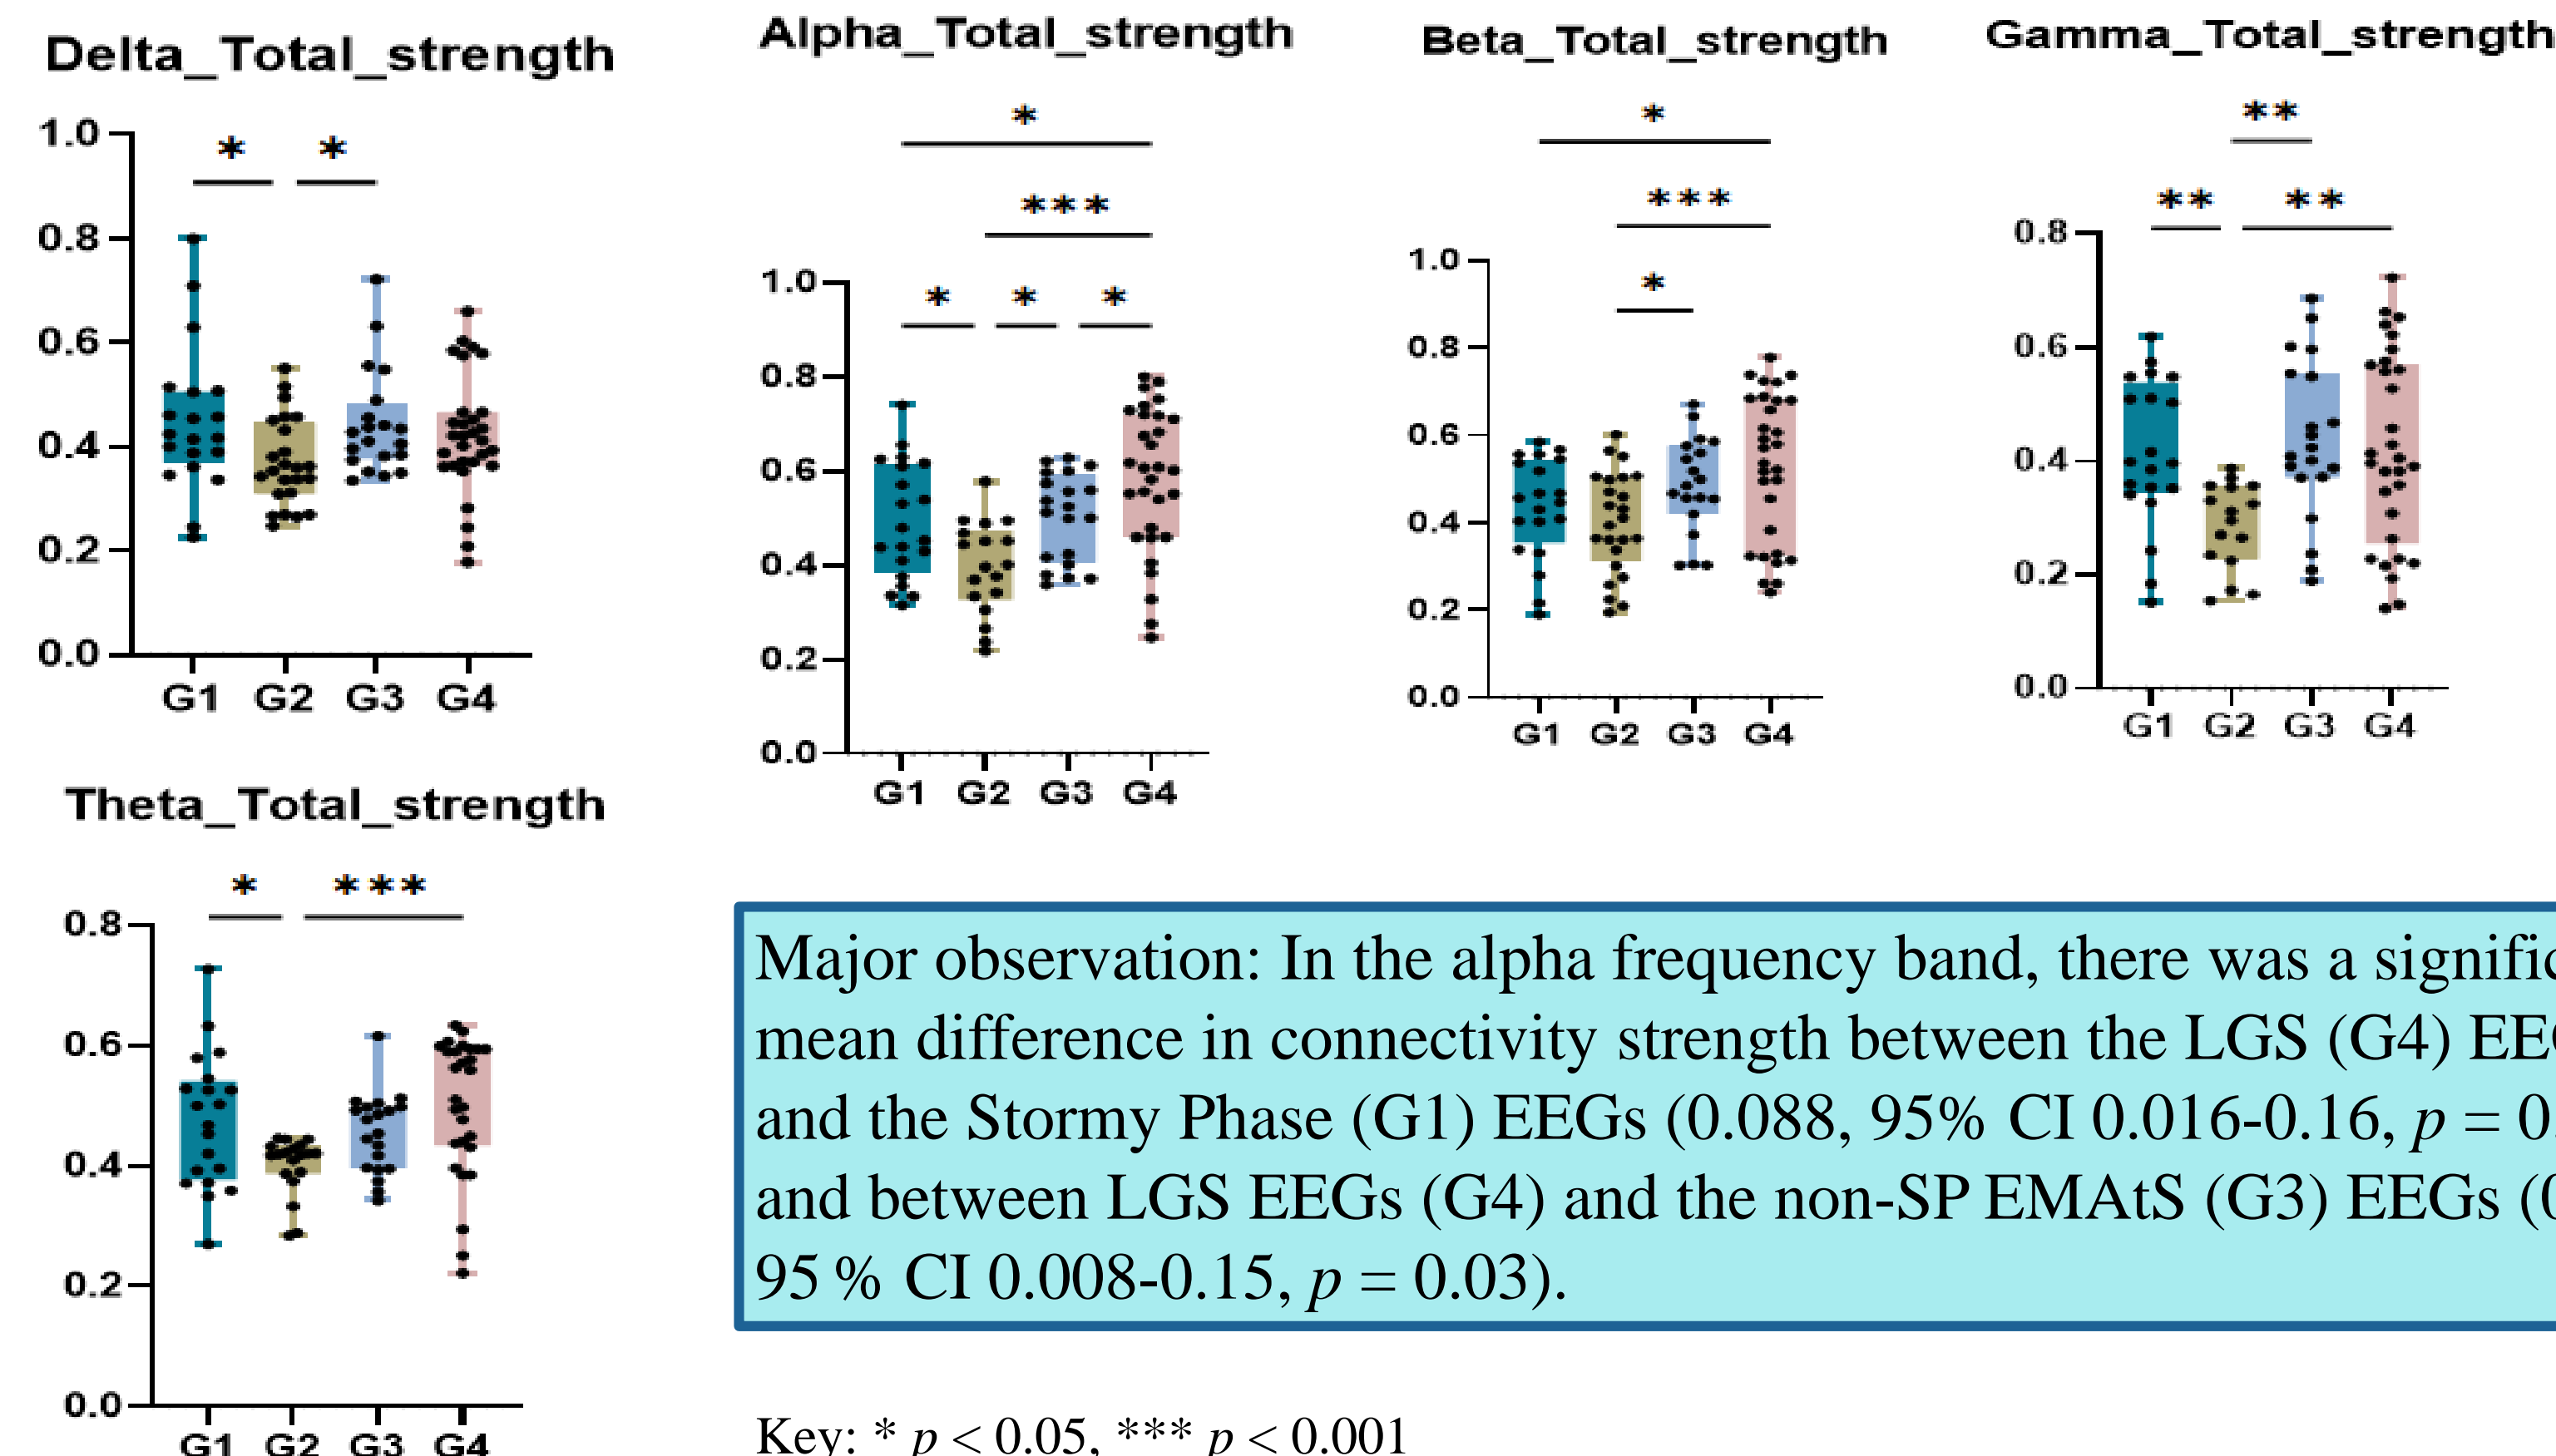 Delta_Total_strength
* *
1.0
0.8
0.6
0.4
0.2
0.0
G1 G2 G3 G4
Alpha_Total_strength
*
***
* * *
1.0
0.8
0.6
0.4
0.2
0.0
G1 G2 G3 G4
Beta_Total_strength
*
***
*
1.0
0.8
0.6
0.4
0.2
0.0
G1 G2 G3 G4
Gamma_Total_strength
**
** **
0.8
0.6
0.4
0.2
0.0
G1 G2 G3 G4
Theta_Total_strength
* ***
0.8
0.6
0.4
0.2
0.0
G1 G2 G3 G4
Major observation: In the alpha frequency band, there was a
mean difference in connectivity strength between the LGS (G4)
and the Stormy Phase (G1) EEGs (0.088, 95% CI 0.016-0.16, p =
and between LGS EEGs (G4) and the non-SP EMAtS (G3) EEGs
95 % CI 0.008-0.15, p = 0.03).
Key: * p < 0.05, *** p < 0.001